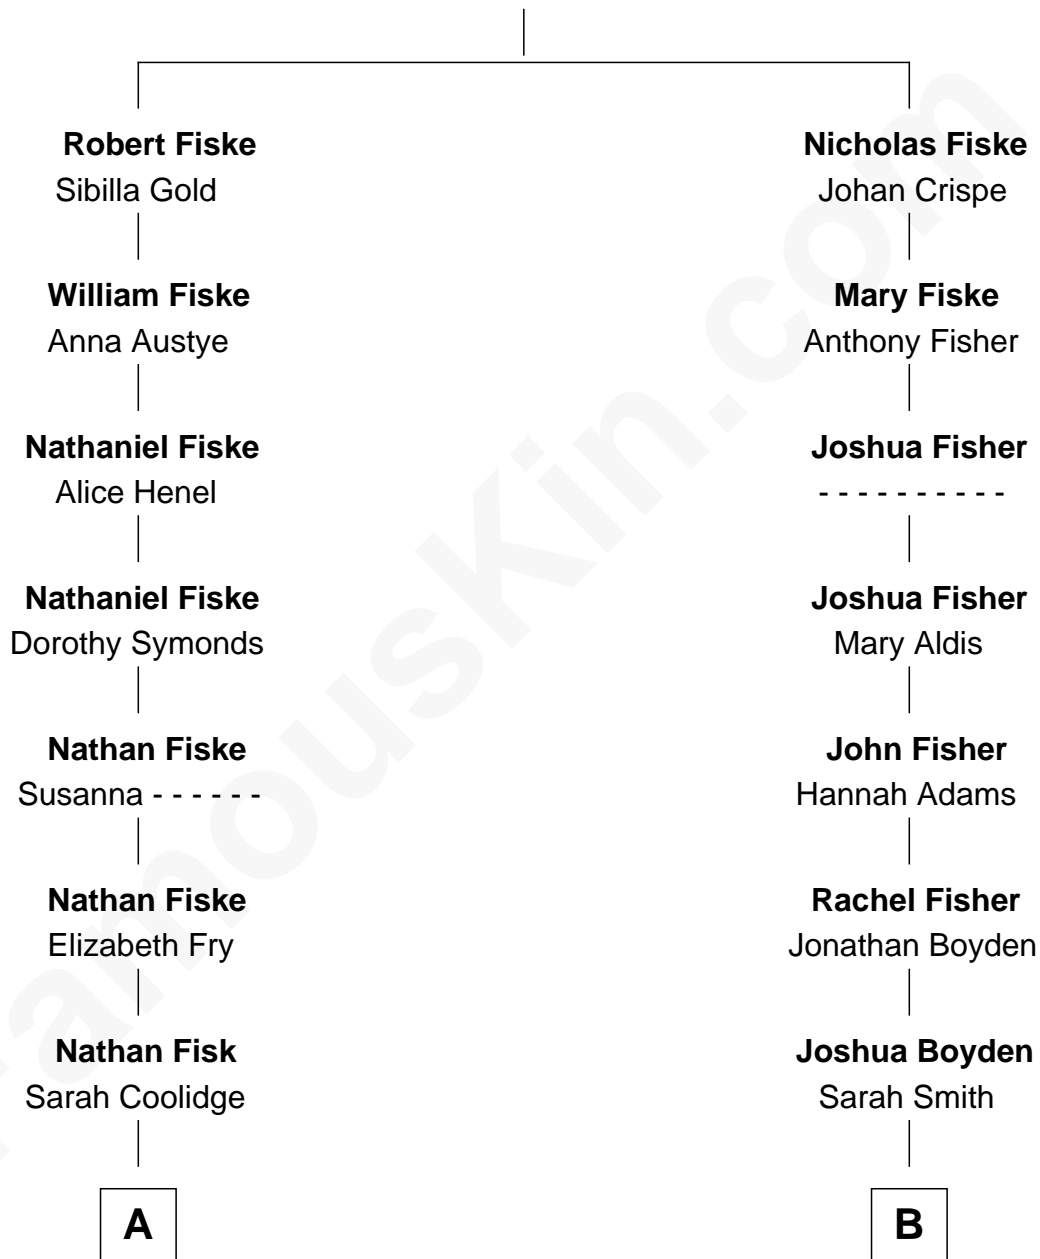 Robert Fiske
Sibilla Gold
William Fiske
Anna Austye
Nathaniel Fiske
Alice Henel
Nathaniel Fiske
Dorothy Symonds
Nathan Fiske
Susanna - - - - - -
Nathan Fiske
Elizabeth Fry
Nathan Fisk
Sarah Coolidge
A
Nicholas Fiske
Johan Crispe
Mary Fiske
Anthony Fisher
Joshua Fisher
- - - - - - - - - -
Joshua Fisher
Mary Aldis
John Fisher
Hannah Adams
Rachel Fisher
Jonathan Boyden
Joshua Boyden
Sarah Smith
B
FamousKin.com